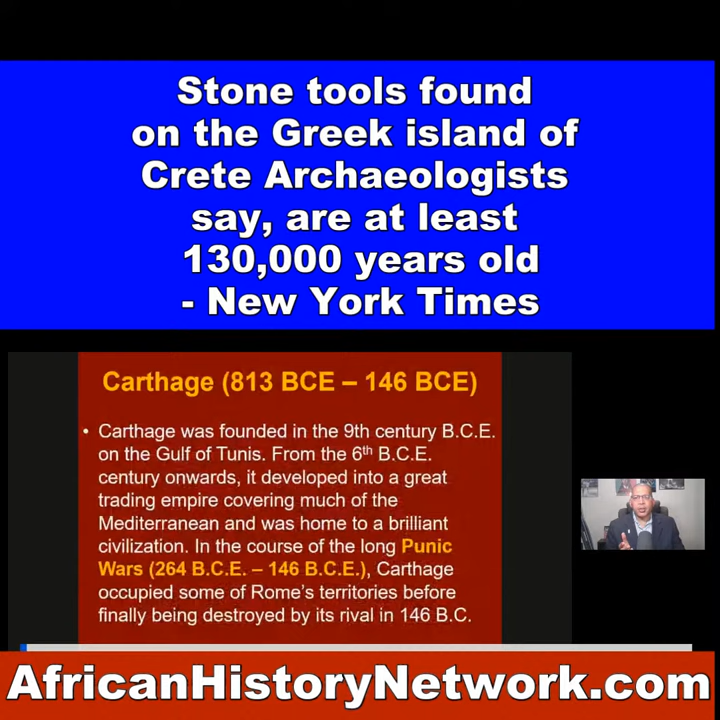 Stone tools found
on the Greek island of
Crete Archaeologists
say, are at least
130,000 years old
- New York Times
Carthage (813 BCE – 146 BCE)
• Carthage was founded in the 9th century B.C.E.
on the Gulf of Tunis. From the 6th B.C.E.
century onwards, it developed into a great
trading empire covering much of the
Mediterranean and was home to a brilliant
civilization. In the course of the long Punic
Wars (264 B.C.E. – 146 B.C.E.), Carthage
occupied some of Rome's territories before
finally being destroyed by its rival in 146 B.C.
AfricanHistoryNetwork.com